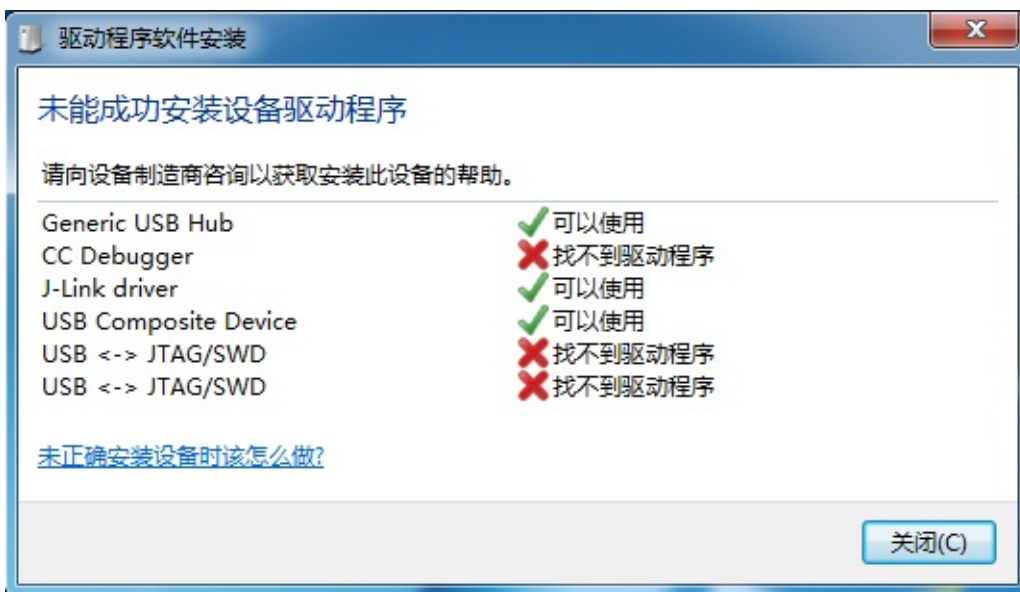 驱动程序软件安装
未能成功安装设备驱动程序
请向设备制造商咨询以获取安装此设备的帮助。
Generic USB Hub 可以使用
CC Debugger 找不到驱动程序
J-Link driver 可以使用
USB Composite Device 可以使用
USB <-> JTAG/SWD 找不到驱动程序
USB <-> JTAG/SWD 找不到驱动程序
未正确安装设备时该怎么做?
关闭(C)